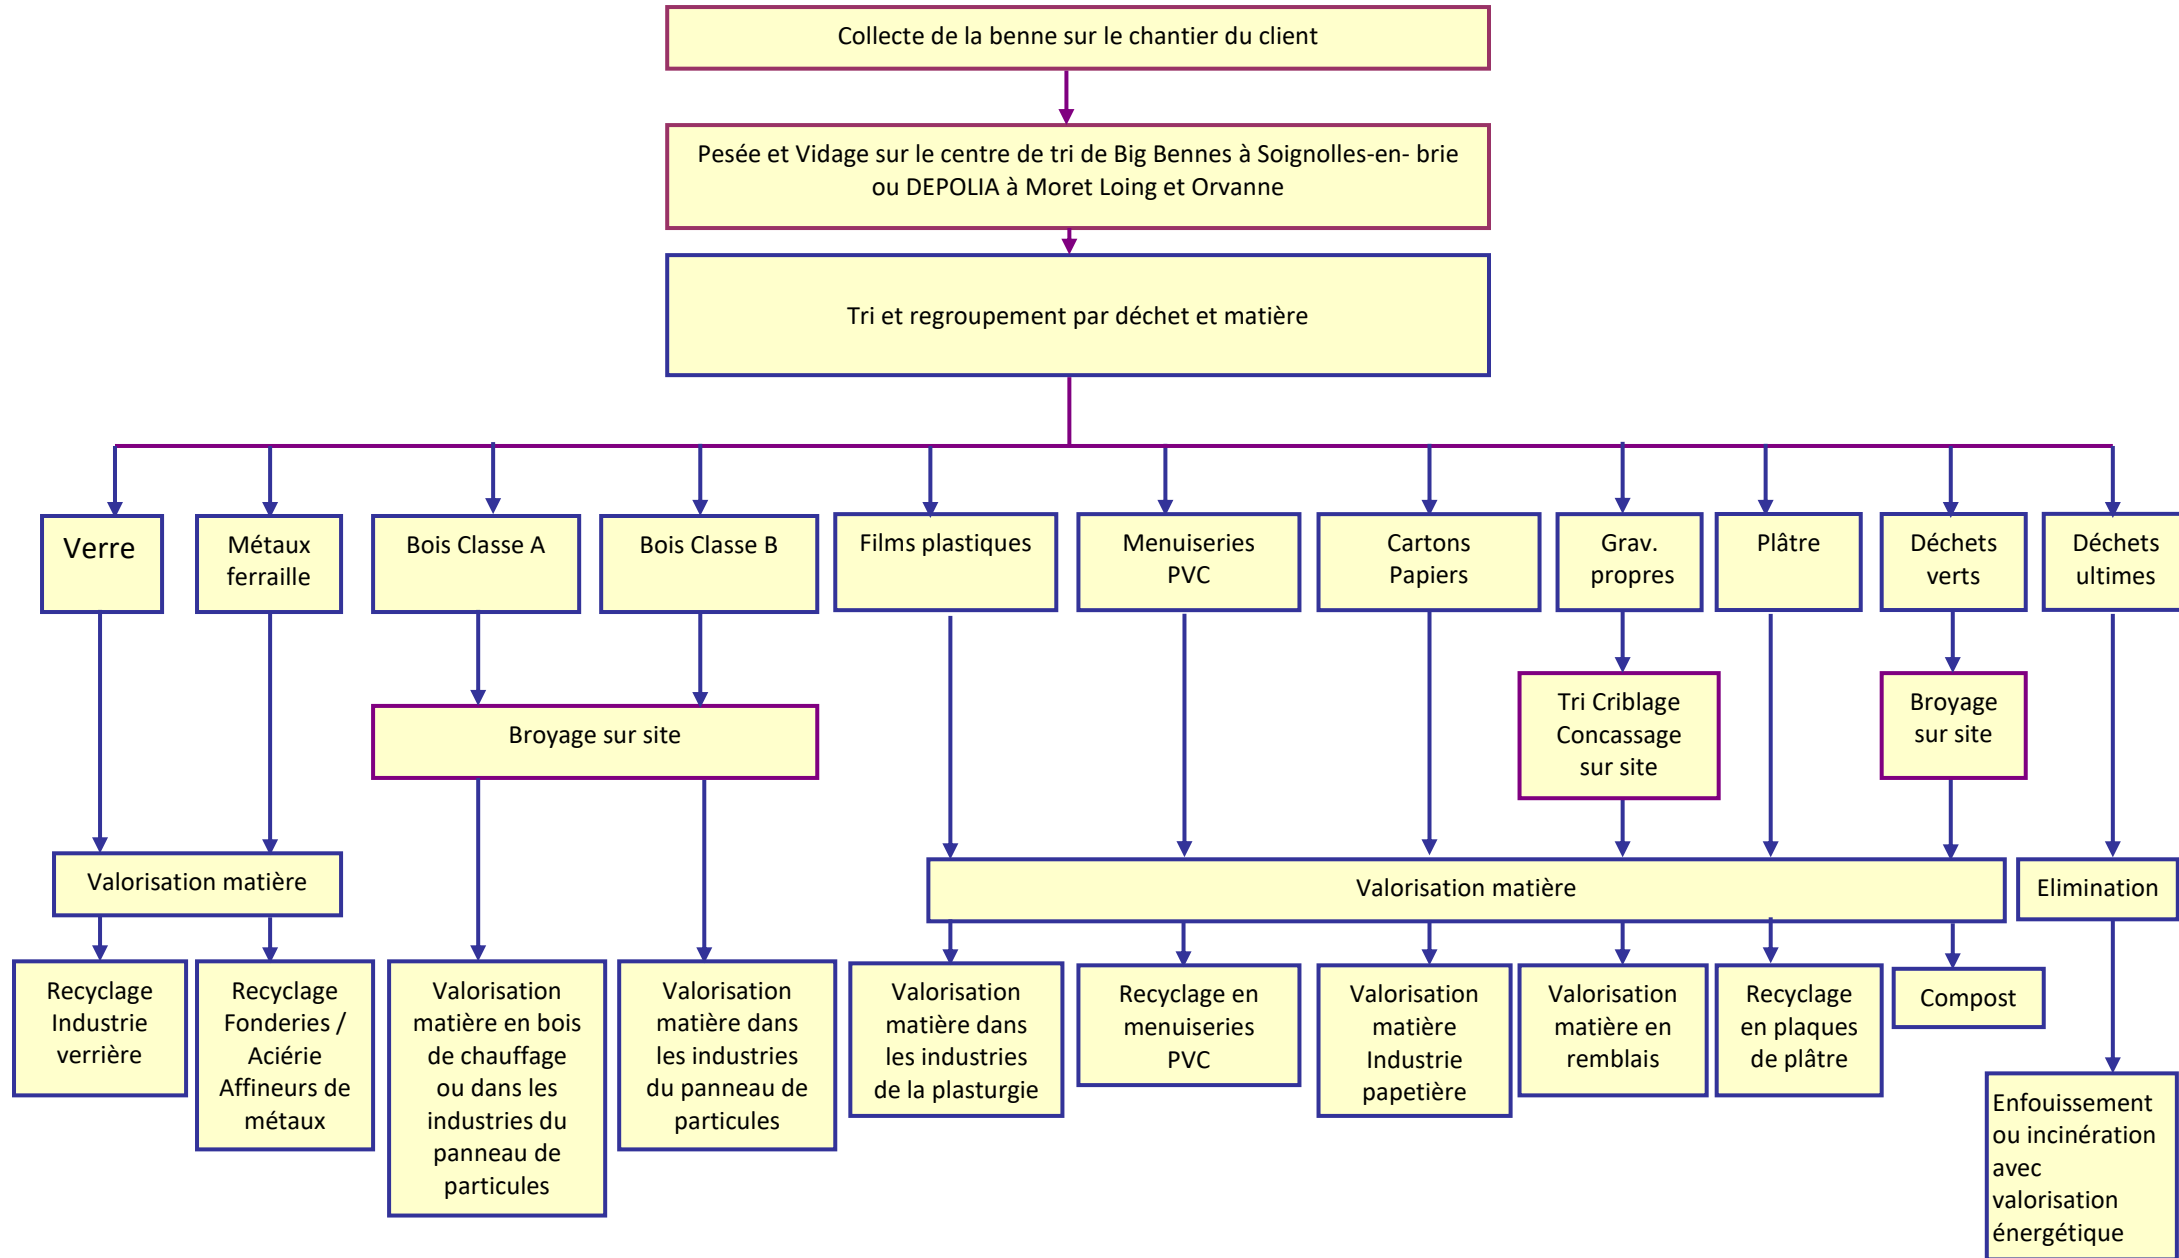 Collecte de la benne sur le chantier du client
Pesée et Vidage sur le centre de tri de Big Bennes à Soignolles-en- brie
ou DEPOLIA à Moret Loing et Orvanne
Tri et regroupement par déchet et matière
Verre
Métaux
ferraille
Bois Classe A
Bois Classe B
Films plastiques
Menuiseries
PVC
Cartons
Papiers
Grav.
propres
Plâtre
Déchets
verts
Déchets
ultimes
Broyage sur site
Tri Criblage
Concassage
sur site
Broyage
sur site
Valorisation matière
Valorisation matière
Elimination
Recyclage
Industrie
verrière
Recyclage
Fonderies /
Aciérie
Affineurs de
métaux
Valorisation
matière en bois
de chauffage
ou dans les
industries du
panneau de
particules
Valorisation
matière dans
les industries
du panneau de
particules
Valorisation
matière dans
les industries
de la plasturgie
Recyclage en
menuiseries
PVC
Valorisation
matière
Industrie
papetière
Valorisation
matière en
remblais
Recyclage
en plaques
de plâtre
Compost
Enfouissement
ou incinération
avec
valorisation
énergétique